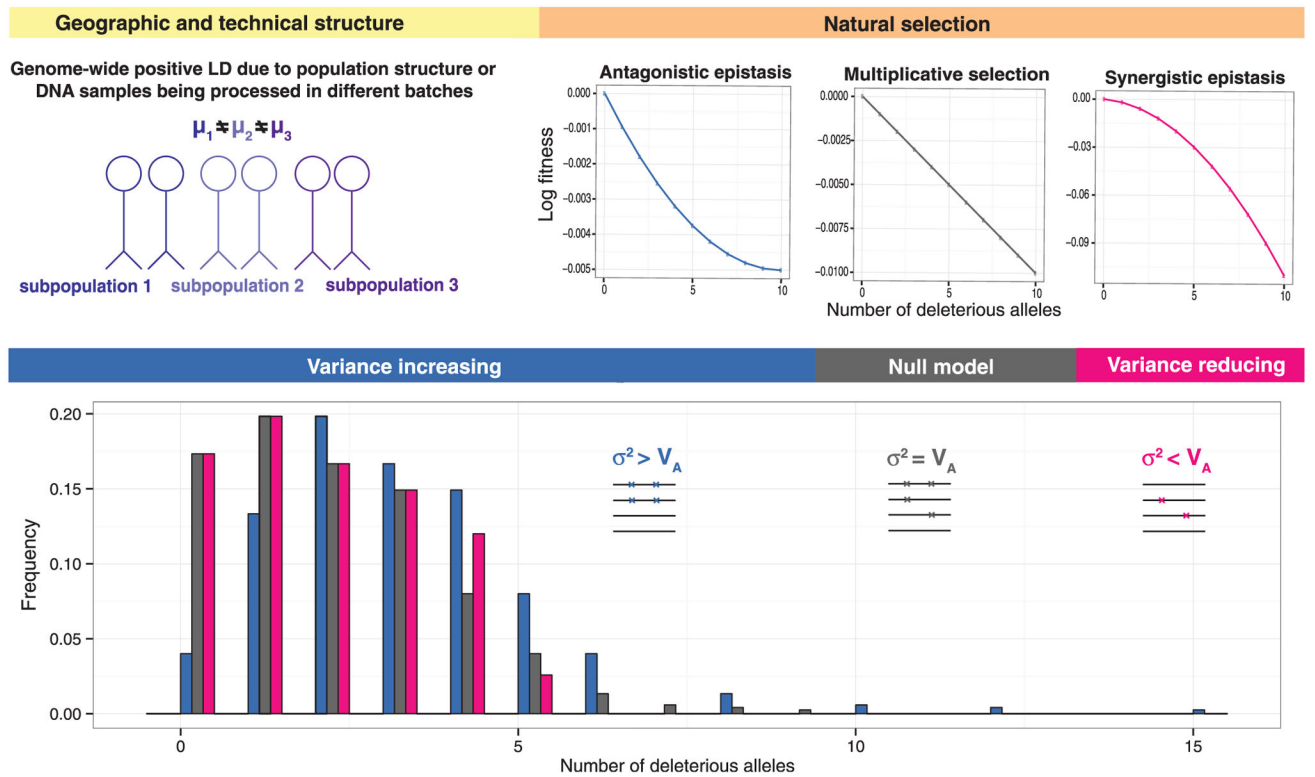 Geographic and technical structure
Natural selection
Genome-wide positive LD due to population structure or
DNA samples being processed in different batches
μ1 ≠ μ2 ≠ μ3
subpopulation 1
subpopulation 2
subpopulation 3
Antagonistic epistasis
Log fitness
0.000
−0.001
−0.002
−0.003
−0.004
−0.005
0
5
10
Multiplicative selection
0.0000
−0.0025
−0.0050
−0.0075
−0.0100
0
5
10
Number of deleterious alleles
Synergistic epistasis
0.00
−0.03
−0.06
−0.09
0
5
10
Variance increasing
Null model
Variance reducing
σ² > VA
σ² = VA
σ² < VA
Frequency
0.20
0.15
0.10
0.05
0.00
0
5
10
15
Number of deleterious alleles